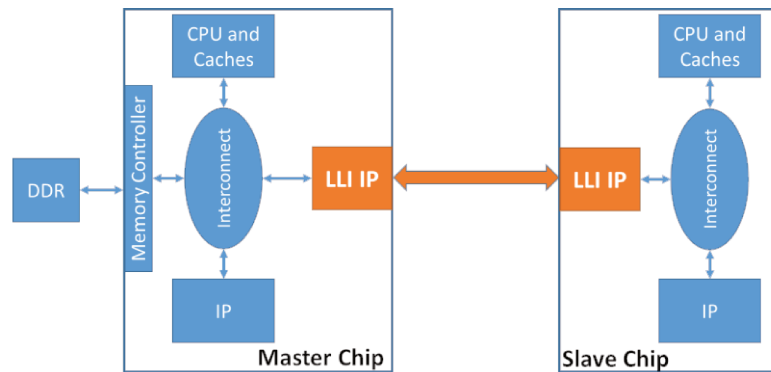 CPU and
Caches
Memory Controller
DDR
Interconnect
LLI IP
IP
Master Chip
CPU and
Caches
LLI IP
Interconnect
IP
Slave Chip